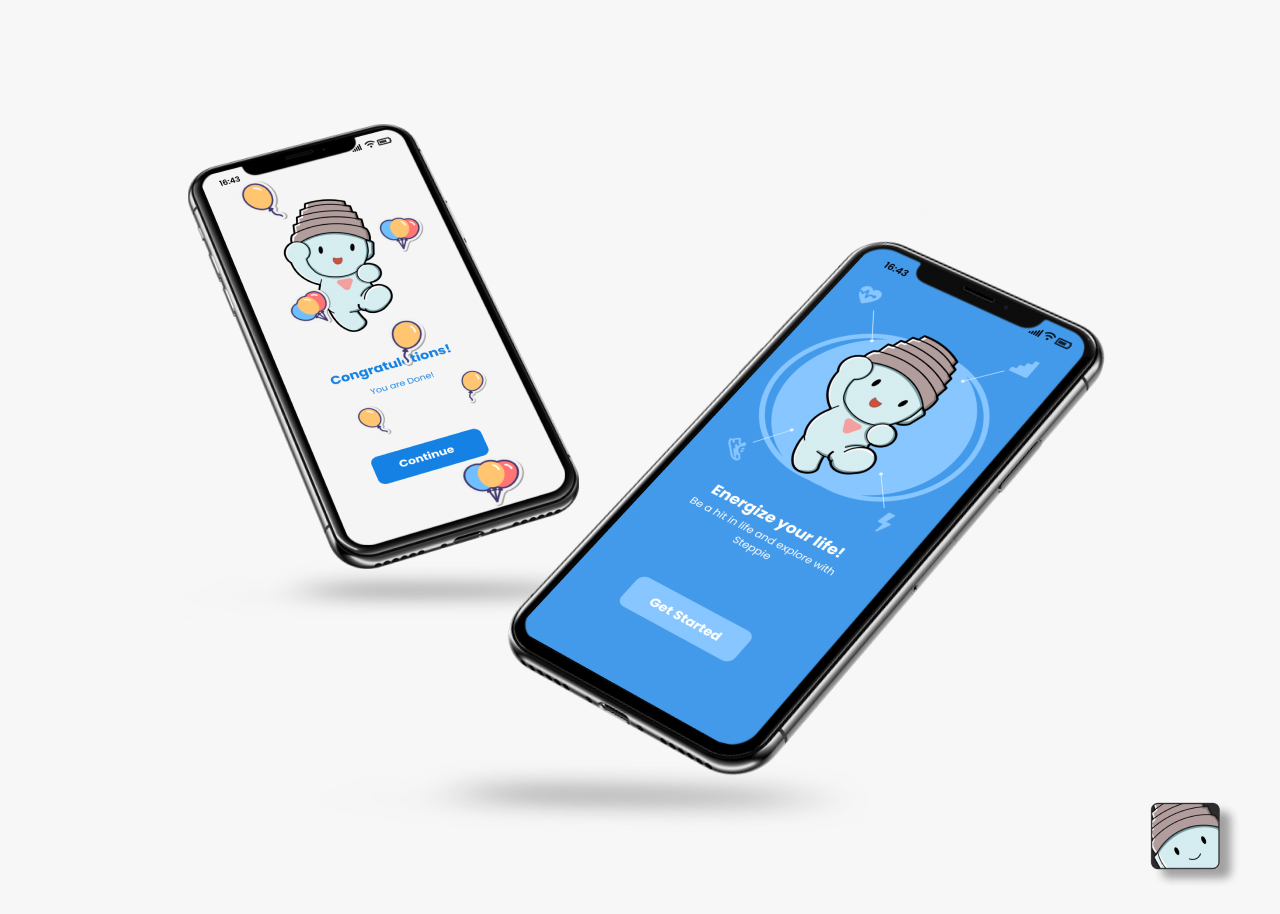 16:43
Congratulations!
You are Done!
Continue
16:43
Energize your life!
Be a hit in life and explore with
Steppie
Get Started